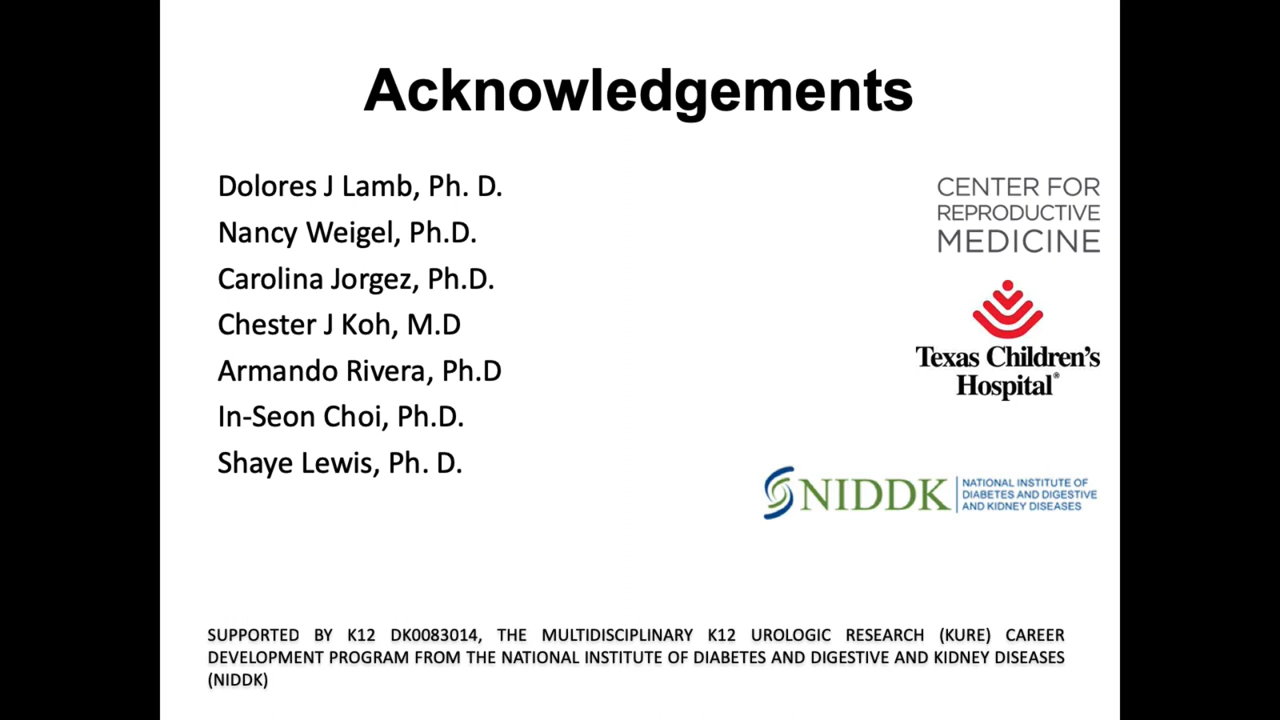 Acknowledgements
Dolores J Lamb, Ph. D.
Nancy Weigel, Ph.D.
Carolina Jorgez, Ph.D.
Chester J Koh, M.D
Armando Rivera, Ph.D
In-Seon Choi, Ph.D.
Shaye Lewis, Ph. D.
CENTER FOR
REPRODUCTIVE
MEDICINE
Texas Children's
Hospital®
NIDDK
NATIONAL INSTITUTE OF
DIABETES AND DIGESTIVE
AND KIDNEY DISEASES
SUPPORTED BY K12 DK0083014, THE MULTIDISCIPLINARY K12 UROLOGIC RESEARCH (KURE) CAREER
DEVELOPMENT PROGRAM FROM THE NATIONAL INSTITUTE OF DIABETES AND DIGESTIVE AND KIDNEY DISEASES
(NIDDK)